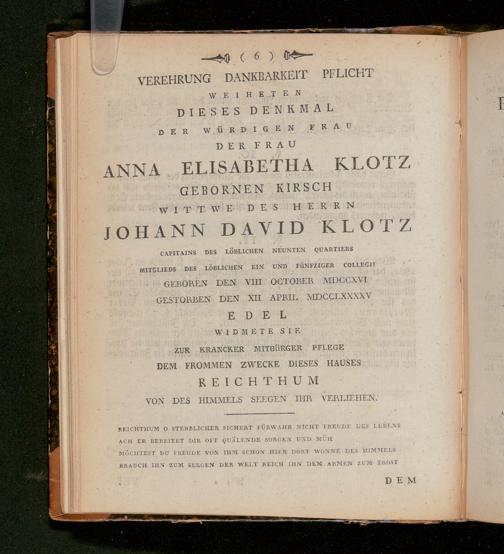 ( 6 )
VEREHRUNG DANKBARKEIT PFLICHT
WEIHETEN
DIESES DENKMAL
DER WÜRDIGEN FRAU
DER FRAU
ANNA ELISABETHA KLOTZ
GEBORNEN KIRSCH
WITTWE DES HERRN
JOHANN DAVID KLOTZ
CAPITAINS DES LÖBLICHEN NEUNTEN QUARTIERS
MITGLIEDS DES LÖBLICHEN EIN UND FÜNFZIGER COLLEGII
GEBOREN DEN VIII OCTOBER MDCCXVI
GESTORBEN DEN XII APRIL MDCCLXXXXV
EDEL
WIDMETE SIE
ZUR KRANCKER MITBÜRGER PFLEGE
DEM FROMMEN ZWECKE DIESES HAUSES
REICHTHUM
VON DES HIMMELS SEEGEN IHR VERLIEHEN.
REICHTHUM O STERBLICHER SICHERT FÜRWAHR NICHT FREUDE DES LEBENS
ACH ER BEREITET DIR OFT QUÄLENDE SORGEN UND MÜH
MÖCHTEST DU FREUDE VON IHM SCHON HIER DORT WONNE DES HIMMELS
BRAUCH IHN ZUM SEEGEN DER WELT REICH IHN DEM ARMEN ZUM TROST
DEM